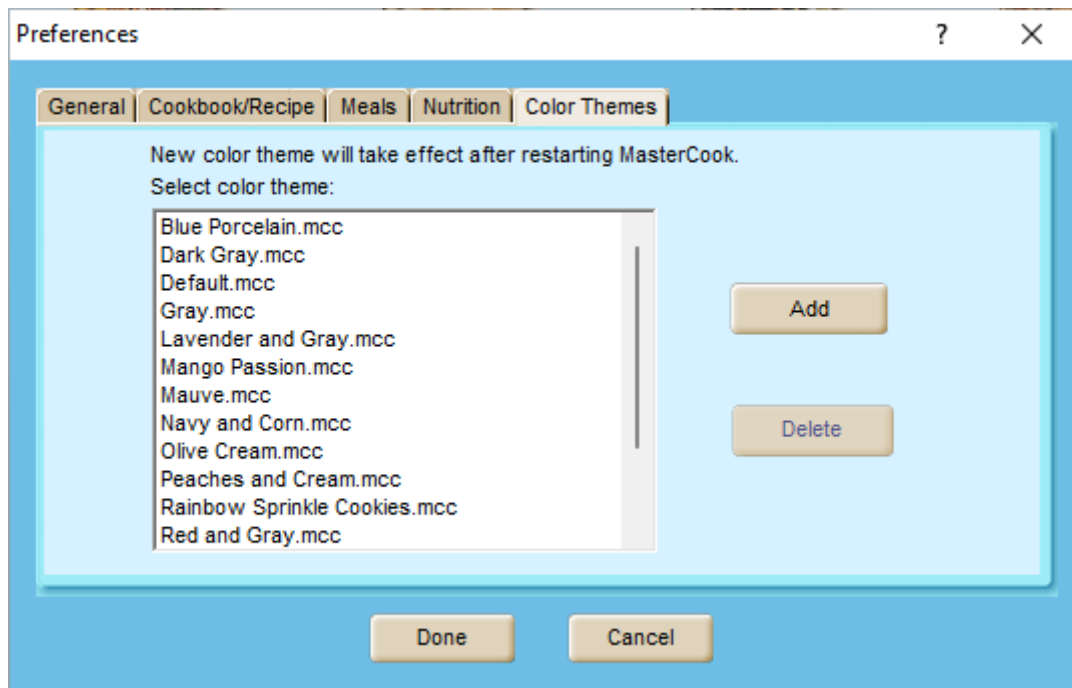 Preferences ?
General Cookbook/Recipe Meals Nutrition Color Themes
New color theme will take effect after restarting MasterCook.
Select color theme:
Blue Porcelain.mcc
Dark Gray.mcc
Default.mcc
Gray.mcc
Lavender and Gray.mcc
Mango Passion.mcc
Mauve.mcc
Navy and Corn.mcc
Olive Cream.mcc
Peaches and Cream.mcc
Rainbow Sprinkle Cookies.mcc
Red and Gray.mcc
Add
Delete
Done Cancel